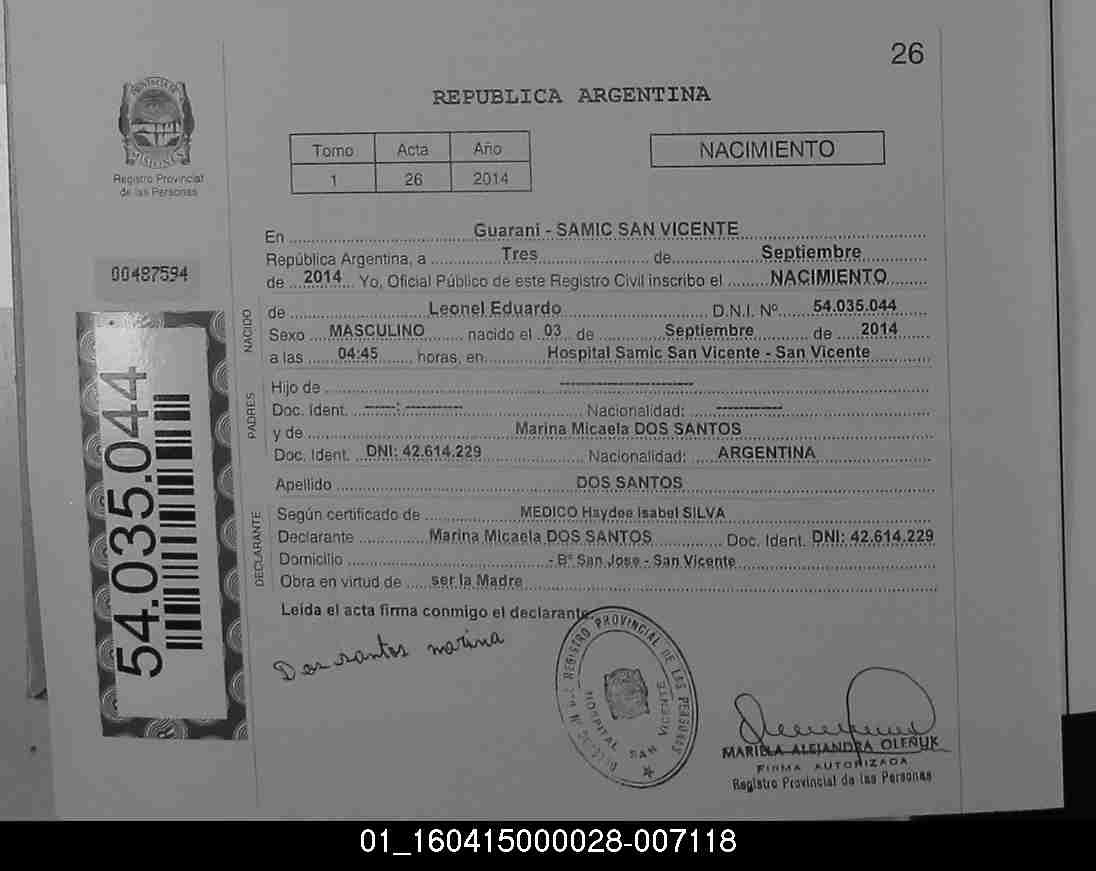 26
REPUBLICA ARGENTINA
MISIONES
Registro Provincial
de las Personas
Tomo Acta Año
1 26 2014
NACIMIENTO
00487594
54.035.044
En Guarani - SAMIC SAN VICENTE
República Argentina, a Tres de Septiembre
de 2014 Yo, Oficial Público de este Registro Civil inscribo el NACIMIENTO
NACIDO
de Leonel Eduardo D.N.I. Nº 54.035.044
Sexo MASCULINO nacido el 03 de Septiembre de 2014
a las 04:45 horas, en Hospital Samic San Vicente - San Vicente
PADRES
Hijo de ------------------------
Doc. Ident. -----: ---------- Nacionalidad: ------------
y de Marina Micaela DOS SANTOS
Doc. Ident. DNI: 42.614.229 Nacionalidad: ARGENTINA
Apellido DOS SANTOS
DECLARANTE
Según certificado de MEDICO Haydee Isabel SILVA
Declarante Marina Micaela DOS SANTOS Doc. Ident. DNI: 42.614.229
Domicilio - Bº San Jose - San Vicente
Obra en virtud de ser la Madre
Leída el acta firma conmigo el declarante
Dos santos marina
REGISTRO PROVINCIAL DE LAS PERSONAS
HOSPITAL SAN VICENTE
MARIELA ALEJANDRA OLEÑUK
FIRMA AUTORIZADA
Registro Provincial de las Personas
01_160415000028-007118